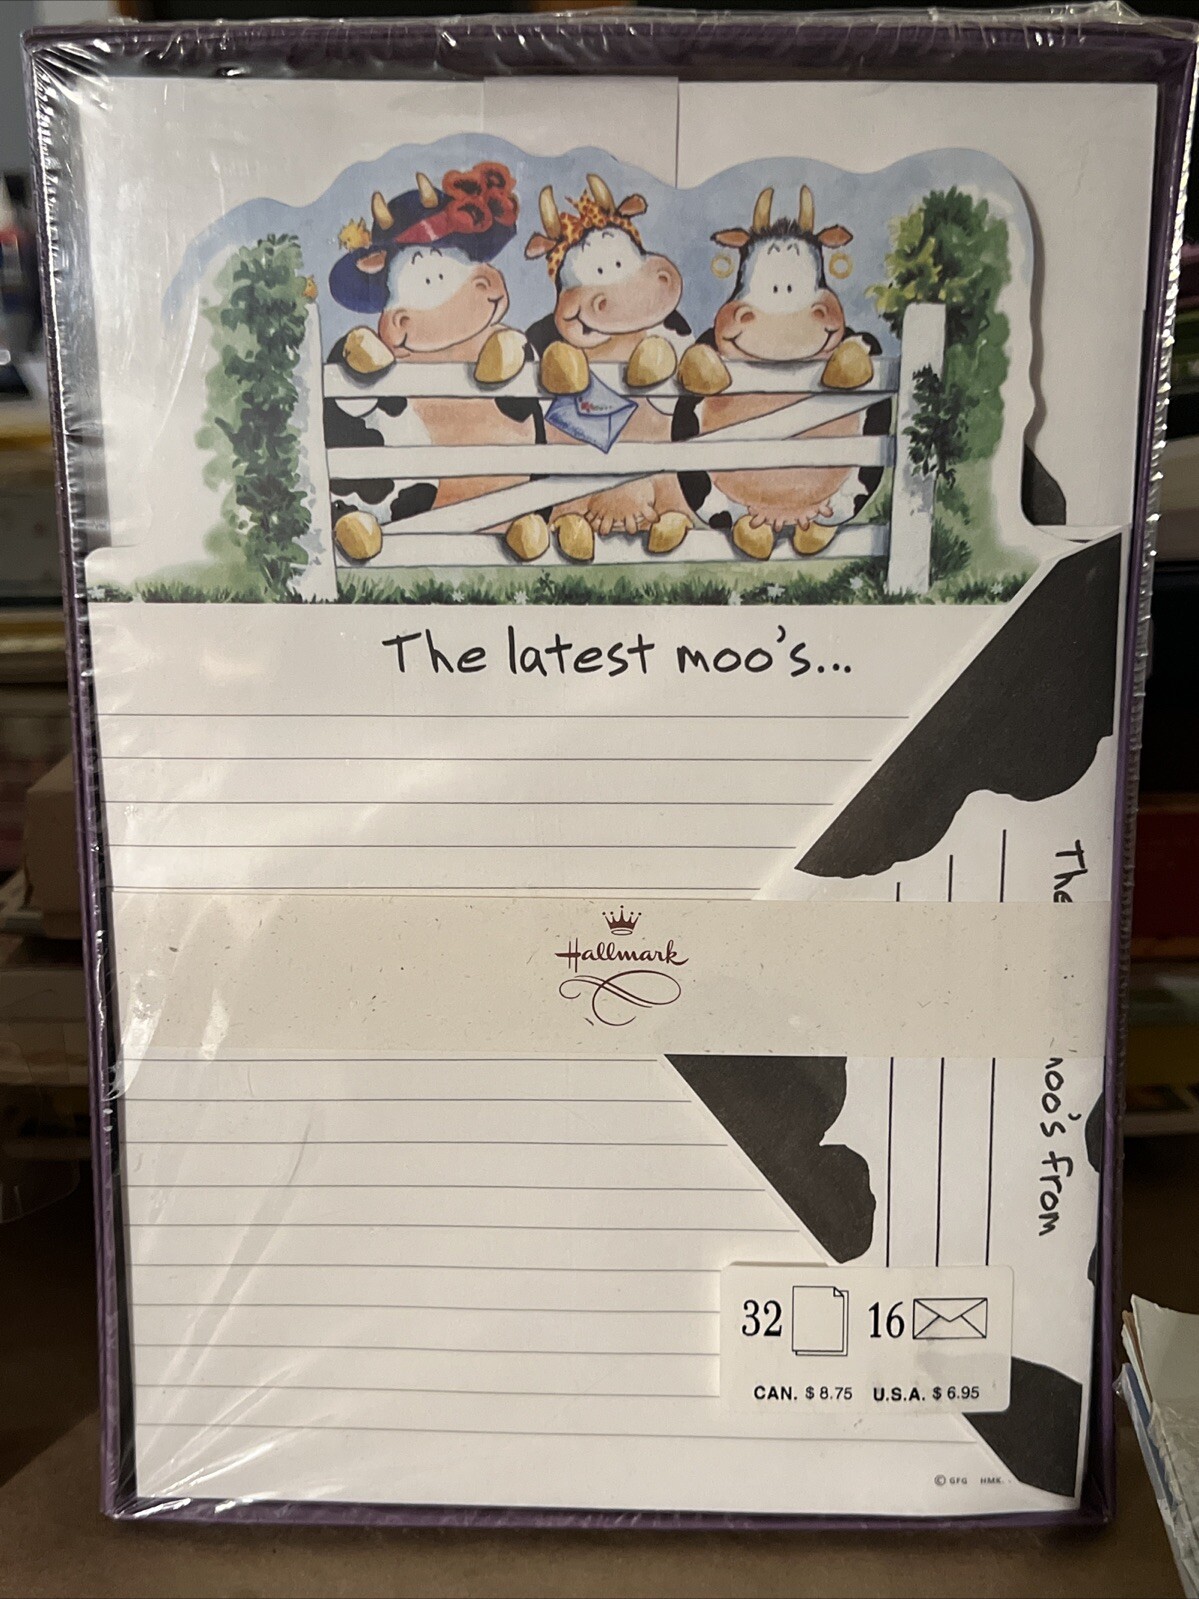 The latest moo's...
Hallmark
The
moo's from
32 16
CAN. $ 8.75 U.S.A. $ 6.95
© GFG HMK.